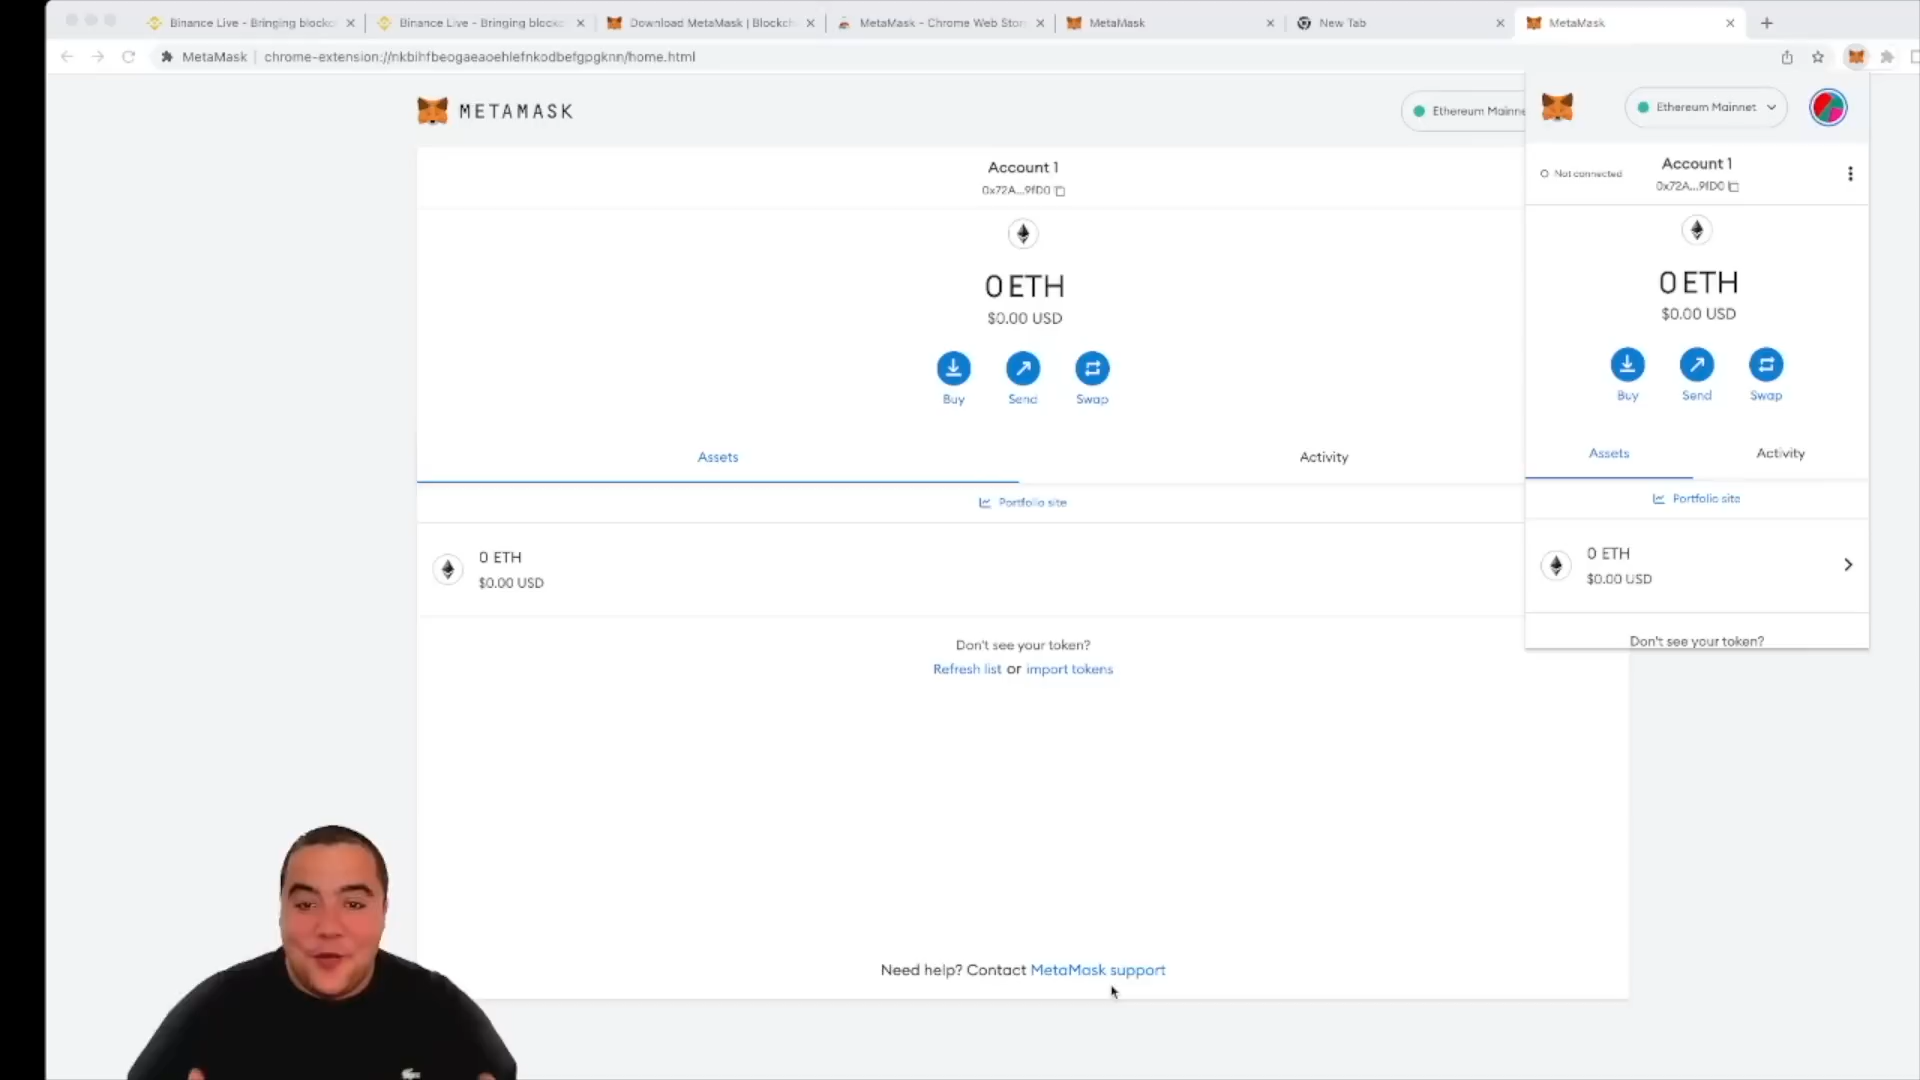 Binance Live - Bringing blockc
Binance Live - Bringing blockc
Download MetaMask | Blockch
MetaMask - Chrome Web Stor
MetaMask
New Tab
MetaMask
MetaMask | chrome-extension://nkbihfbeogaeaoehlefnkodbefgpgknn/home.html
METAMASK
Ethereum Mainne
Account 1
0x72A...9fD0
0 ETH
$0.00 USD
Buy
Send
Swap
Assets
Activity
Portfolio site
0 ETH
$0.00 USD
Don't see your token?
Refresh list or import tokens
Need help? Contact MetaMask support
Ethereum Mainnet
Not connected
Account 1
0x72A...9fD0
0 ETH
$0.00 USD
Buy
Send
Swap
Assets
Activity
Portfolio site
0 ETH
$0.00 USD
Don't see your token?